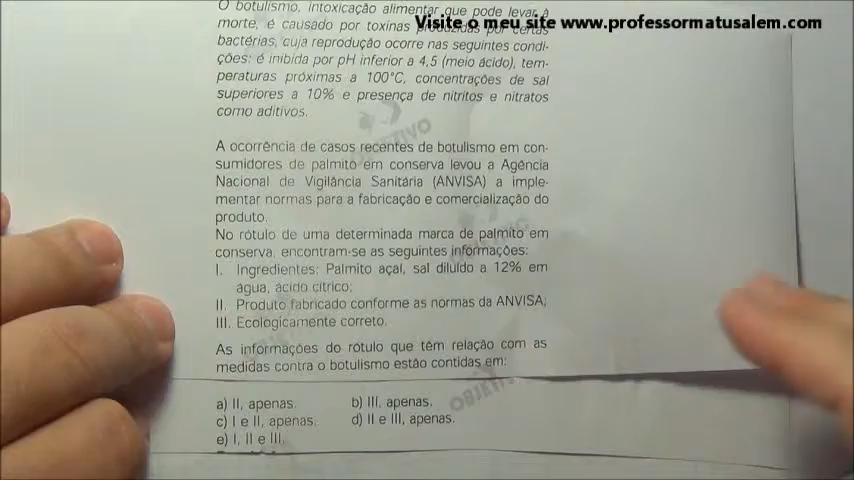 Visite o meu site www.professormatusalem.com
O botulismo, intoxicação alimentar que pode levar à
morte, é causado por toxinas produzidas por certas
bactérias, cuja reprodução ocorre nas seguintes condi-
ções: é inibida por pH inferior a 4,5 (meio ácido), tem-
peraturas próximas a 100°C, concentrações de sal
superiores a 10% e presença de nitritos e nitratos
como aditivos.
A ocorrência de casos recentes de botulismo em con-
sumidores de palmito em conserva levou a Agência
Nacional de Vigilância Sanitária (ANVISA) a imple-
mentar normas para a fabricação e comercialização do
produto.
No rótulo de uma determinada marca de palmito em
conserva, encontram-se as seguintes informações:
I. Ingredientes: Palmito açaí, sal diluído a 12% em
água, ácido cítrico;
II. Produto fabricado conforme as normas da ANVISA;
III. Ecologicamente correto.
As informações do rótulo que têm relação com as
medidas contra o botulismo estão contidas em:
a) II, apenas. b) III, apenas.
c) I e II, apenas. d) II e III, apenas.
e) I, II e III.
OBJETIVO